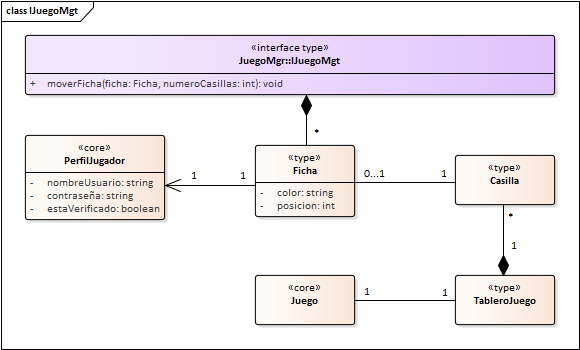 class IJuegoMgt
«interface type»
JuegoMgr::IJuegoMgt
+ moverFicha(ficha: Ficha, numeroCasillas: int): void
*
«core»
PerfilJugador
- nombreUsuario: string
- contraseña: string
- estaVerificado: boolean
1
1
«type»
Ficha
- color: string
- posicion: int
0...1
1
«type»
Casilla
*
1
«core»
Juego
1
1
«type»
TableroJuego